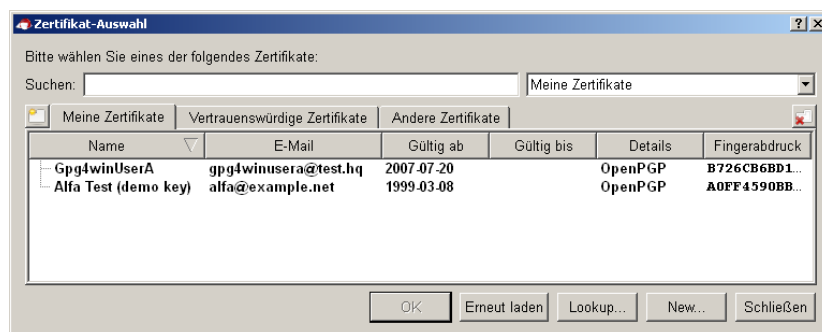 Zertifikat-Auswahl
Bitte wählen Sie eines der folgendes Zertifikate:
Suchen: Meine Zertifikate
Meine Zertifikate Vertrauenswürdige Zertifikate Andere Zertifikate
Name E-Mail Gültig ab Gültig bis Details Fingerabdruck
Gpg4winUserA gpg4winusera@test.hq 2007-07-20 OpenPGP B726CB6BD1...
Alfa Test (demo key) alfa@example.net 1999-03-08 OpenPGP A0FF4590BB...
OK Erneut laden Lookup... New... Schließen